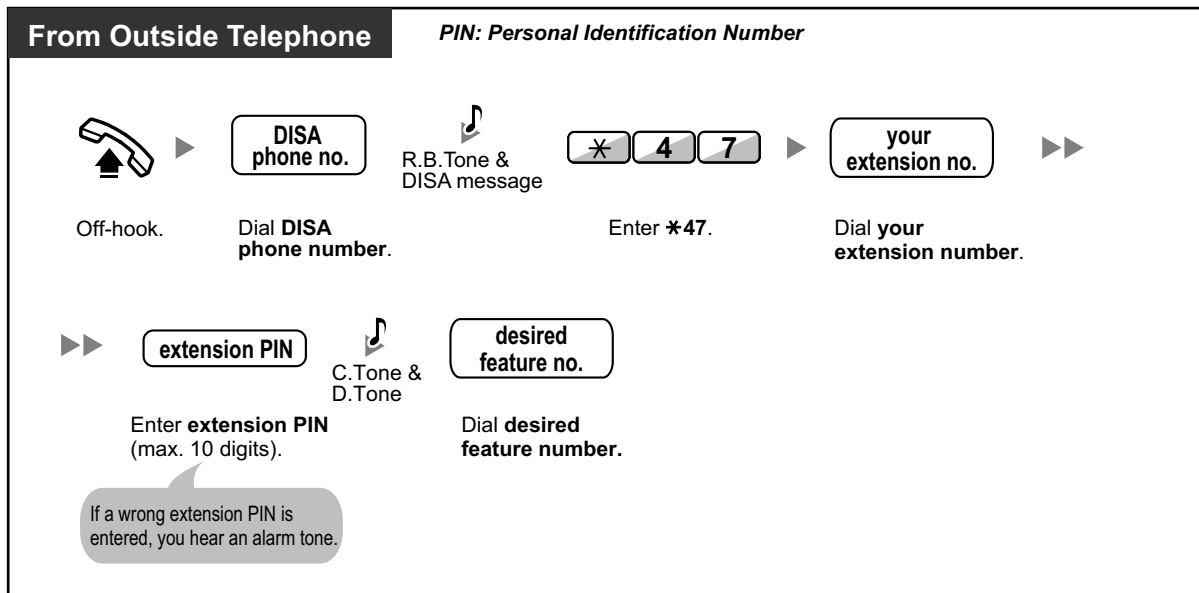 From Outside Telephone
PIN: Personal Identification Number
DISA
phone no.
R.B.Tone &
DISA message
* 4 7
your
extension no.
Off-hook.
Dial DISA
phone number.
Enter *47.
Dial your
extension number.
extension PIN
C.Tone &
D.Tone
desired
feature no.
Enter extension PIN
(max. 10 digits).
Dial desired
feature number.
If a wrong extension PIN is
entered, you hear an alarm tone.